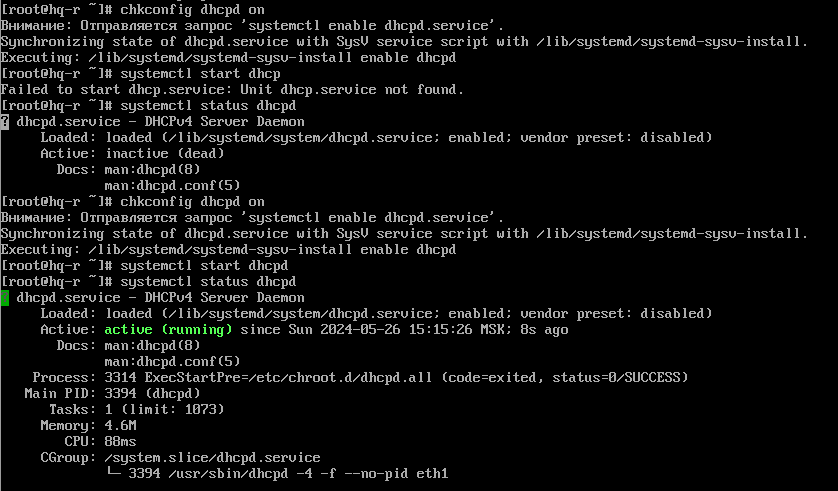 [root@hq-r ~]# chkconfig dhcpd on
Внимание: Отправляется запрос 'systemctl enable dhcpd.service'.
Synchronizing state of dhcpd.service with SysV service script with /lib/systemd/systemd-sysv-install.
Executing: /lib/systemd/systemd-sysv-install enable dhcpd
[root@hq-r ~]# systemctl start dhcp
Failed to start dhcp.service: Unit dhcp.service not found.
[root@hq-r ~]# systemctl status dhcpd
? dhcpd.service - DHCPv4 Server Daemon
Loaded: loaded (/lib/systemd/system/dhcpd.service; enabled; vendor preset: disabled)
Active: inactive (dead)
Docs: man:dhcpd(8)
man:dhcpd.conf(5)
[root@hq-r ~]# chkconfig dhcpd on
Внимание: Отправляется запрос 'systemctl enable dhcpd.service'.
Synchronizing state of dhcpd.service with SysV service script with /lib/systemd/systemd-sysv-install.
Executing: /lib/systemd/systemd-sysv-install enable dhcpd
[root@hq-r ~]# systemctl start dhcpd
[root@hq-r ~]# systemctl status dhcpd
? dhcpd.service - DHCPv4 Server Daemon
Loaded: loaded (/lib/systemd/system/dhcpd.service; enabled; vendor preset: disabled)
Active: active (running) since Sun 2024-05-26 15:15:26 MSK; 8s ago
Docs: man:dhcpd(8)
man:dhcpd.conf(5)
Process: 3314 ExecStartPre=/etc/chroot.d/dhcpd.all (code=exited, status=0/SUCCESS)
Main PID: 3394 (dhcpd)
Tasks: 1 (limit: 1073)
Memory: 4.6M
CPU: 88ms
CGroup: /system.slice/dhcpd.service
└─ 3394 /usr/sbin/dhcpd -4 -f --no-pid eth1